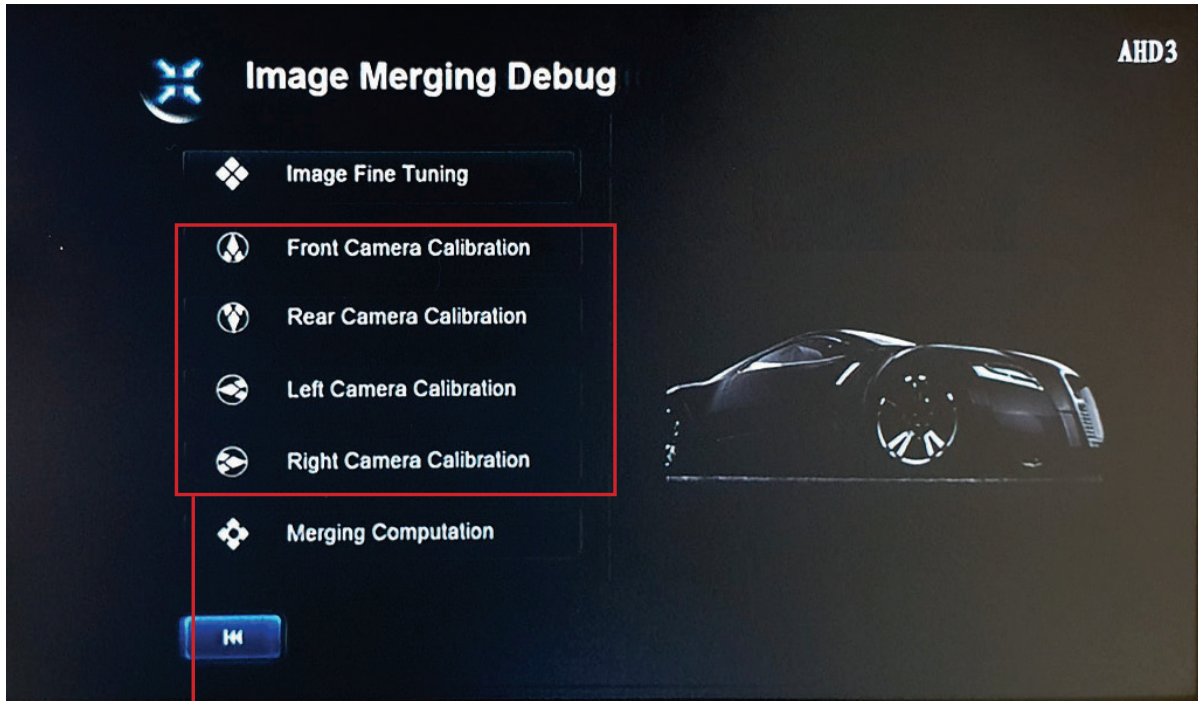 AHD3
Image Merging Debug
Image Fine Tuning
Front Camera Calibration
Rear Camera Calibration
Left Camera Calibration
Right Camera Calibration
Merging Computation